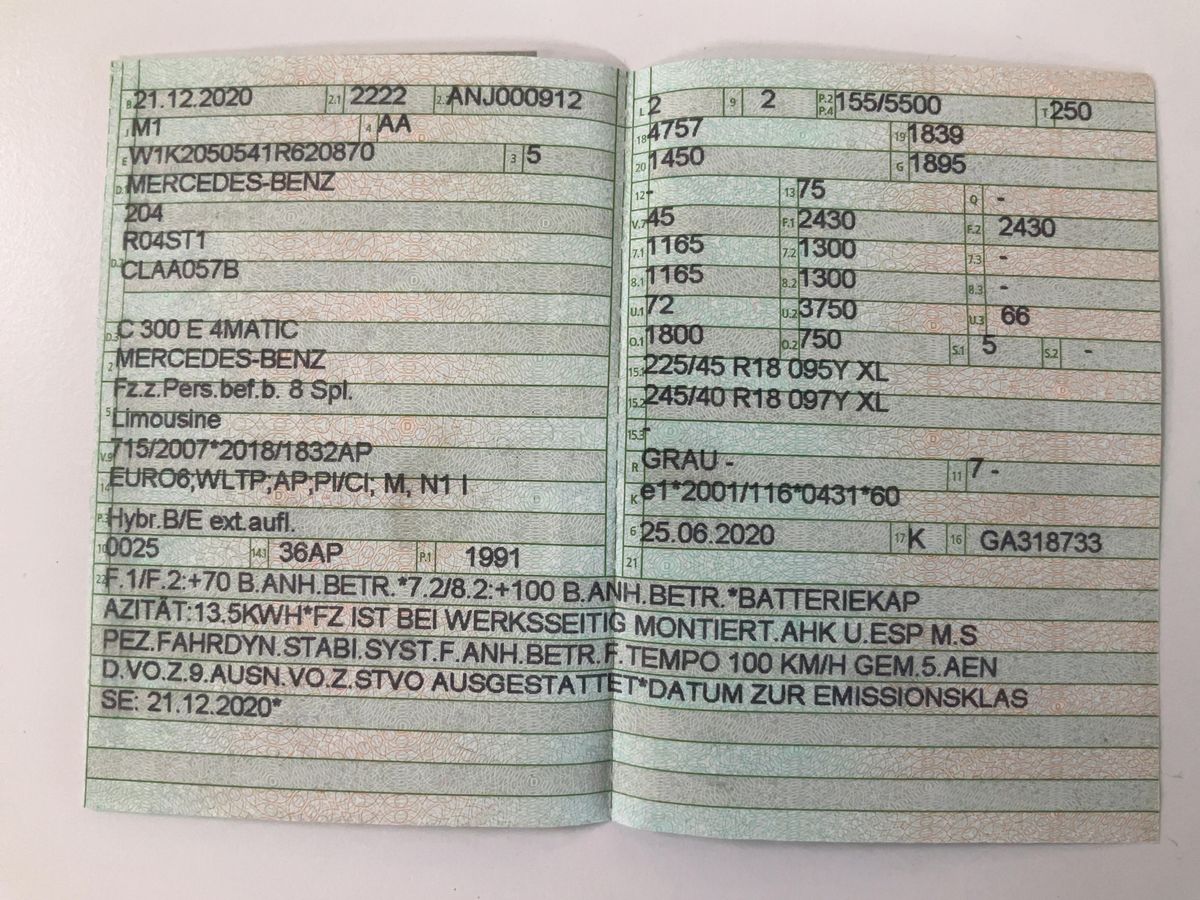 B 21.12.2020 2.1 2222 2.2 ANJ000912
J M1 4 AA
E W1K2050541R620870 3 5
D.1 MERCEDES-BENZ
204
R04ST1
D.2 CLAA057B
D.3 C 300 E 4MATIC
2 MERCEDES-BENZ
Fz.z.Pers.bef.b. 8 Spl.
5 Limousine
V.9 715/2007*2018/1832AP
14 EURO6;WLTP;AP;PI/CI; M, N1 I
P.3 Hybr.B/E ext.aufl.
10 0025 14.1 36AP P.1 1991
L 2 9 2 P.2 P.4 155/5500 T 250
18 4757 19 1839
20 1450 G 1895
12 - 13 75 Q -
V.7 45 F.1 2430 F.2 2430
7.1 1165 7.2 1300 7.3 -
8.1 1165 8.2 1300 8.3 -
U.1 72 U.2 3750 U.3 66
O.1 1800 O.2 750 S.1 5 S.2 -
15.1 225/45 R18 095Y XL
15.2 245/40 R18 097Y XL
15.3 -
R GRAU - 11 7 -
K e1*2001/116*0431*60
6 25.06.2020 17 K 16 GA318733
21
22 F.1/F.2:+70 B.ANH.BETR.*7.2/8.2:+100 B.ANH.BETR.*BATTERIEKAP
AZITÄT:13.5KWH*FZ IST BEI WERKSSEITIG MONTIERT.AHK U.ESP M.S
PEZ.FAHRDYN.STABI.SYST.F.ANH.BETR.F.TEMPO 100 KM/H GEM.5.AEN
D.VO.Z.9.AUSN.VO.Z.STVO AUSGESTATTET*DATUM ZUR EMISSIONSKLAS
SE: 21.12.2020*